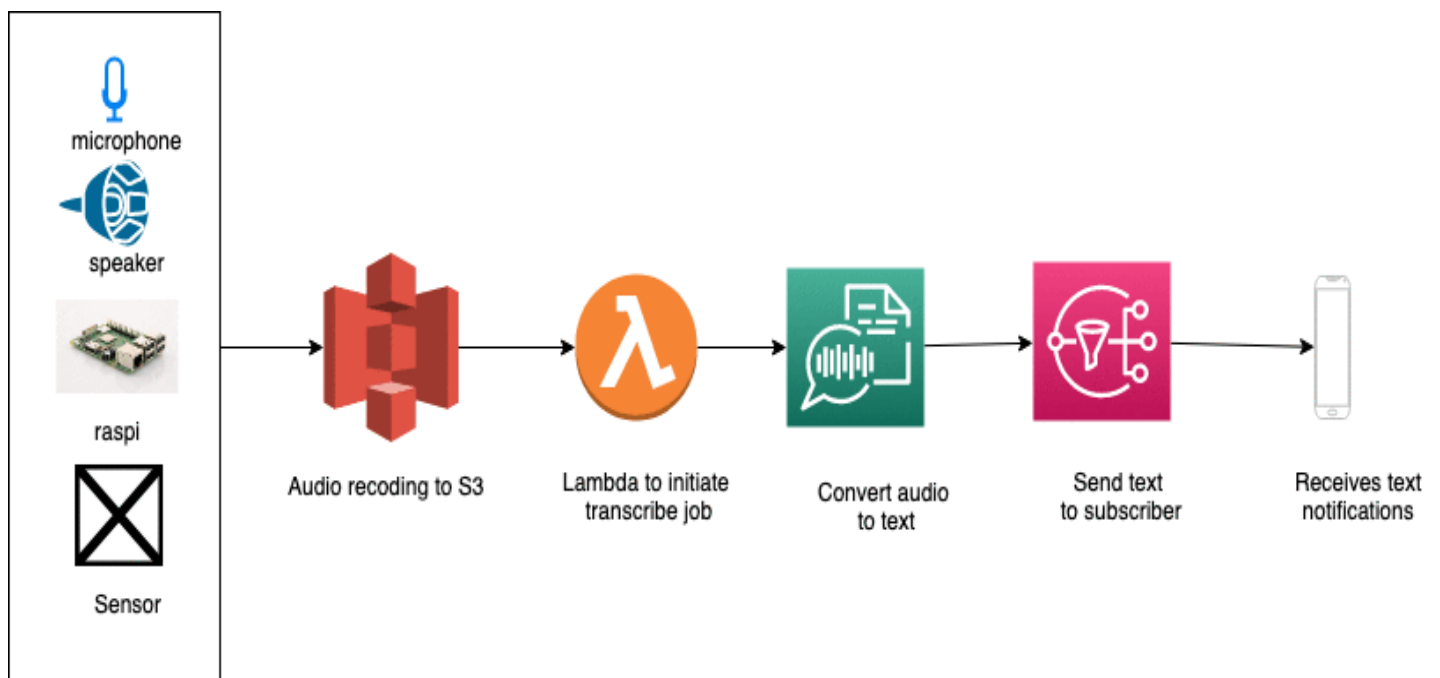 microphone
speaker
raspi
Sensor
Audio recoding to S3
Lambda to initiate
transcribe job
Convert audio
to text
Send text
to subscriber
Receives text
notifications